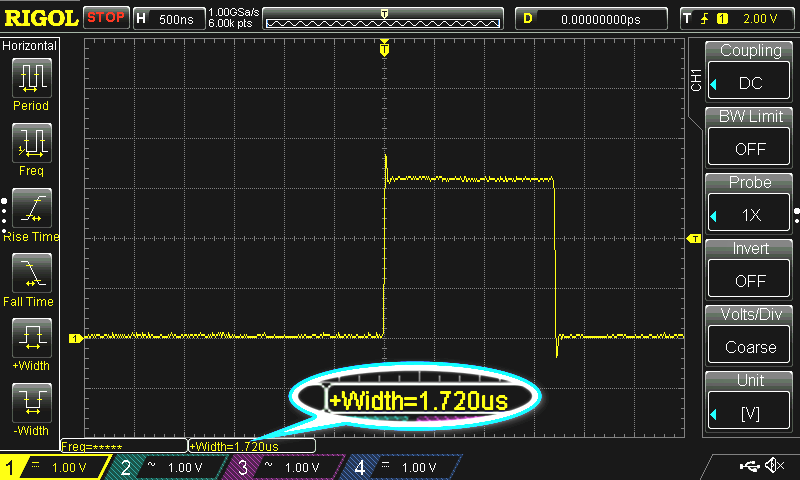 RIGOL STOP H 500ns 1.00GSa/s 6.00k pts T D 0.00000000ps T 1 2.00 V
Horizontal
Period
Freq
Rise Time
Fall Time
+Width
-Width
T
1
T
+Width=1.720us
Freq=***** +Width=1.720us
CH1
Coupling
DC
BW Limit
OFF
Probe
1X
Invert
OFF
Volts/Div
Coarse
Unit
[V]
1 = 1.00 V 2 ~ 1.00 V 3 ~ 1.00 V 4 ~ 1.00 V